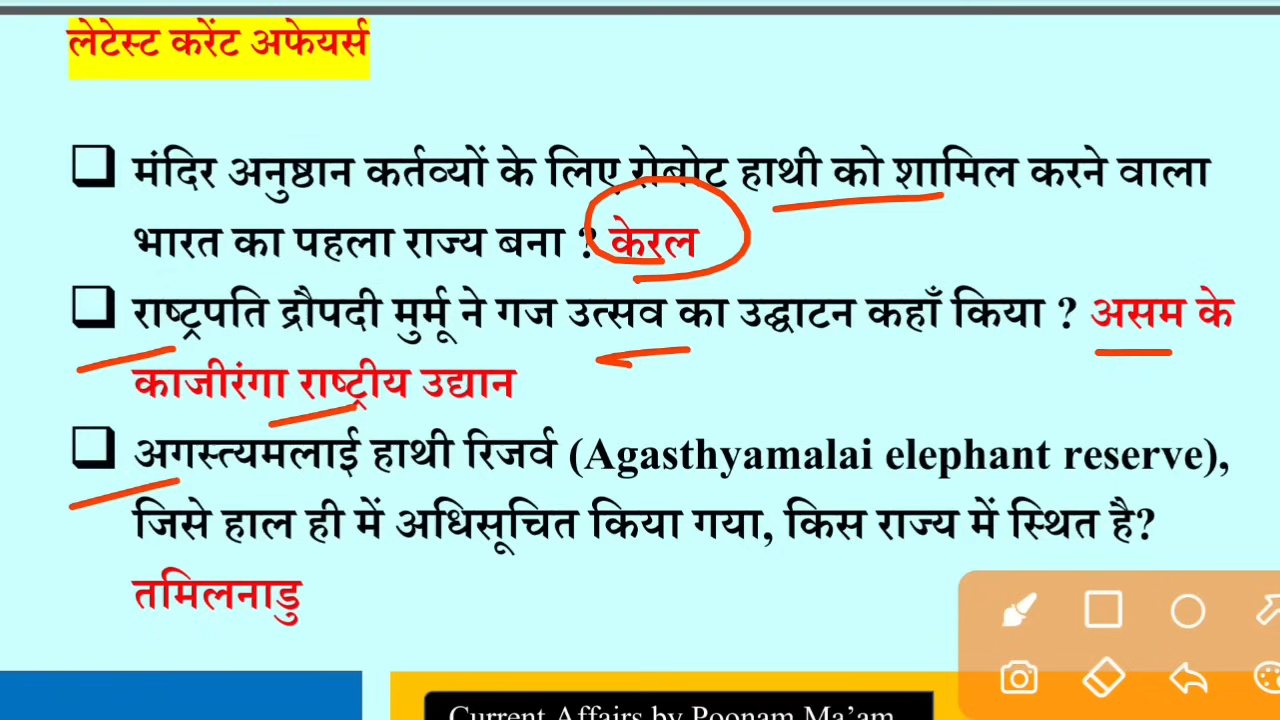 लेटेस्ट करेंट अफेयर्स
मंदिर अनुष्ठान कर्तव्यों के लिए रोबोट हाथी को शामिल करने वाला
भारत का पहला राज्य बना ? केरल
राष्ट्रपति द्रौपदी मुर्मू ने गज उत्सव का उद्घाटन कहाँ किया ? असम के
काजीरंगा राष्ट्रीय उद्यान
अगस्त्यमलाई हाथी रिजर्व (Agasthyamalai elephant reserve),
जिसे हाल ही में अधिसूचित किया गया, किस राज्य में स्थित है?
तमिलनाडु
Current Affairs by Poonam Ma’am